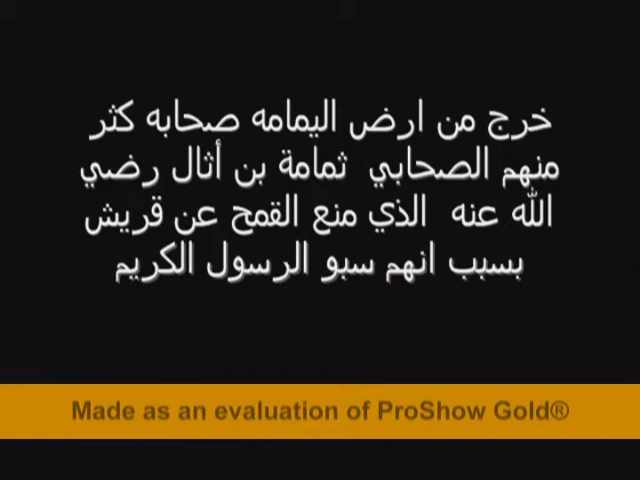 خرج من ارض اليمامه صحابه كثر
منهم الصحابي ثمامة بن أثال رضي
الله عنه الذي منع القمح عن قريش
بسبب انهم سبو الرسول الكريم
Made as an evaluation of ProShow Gold®